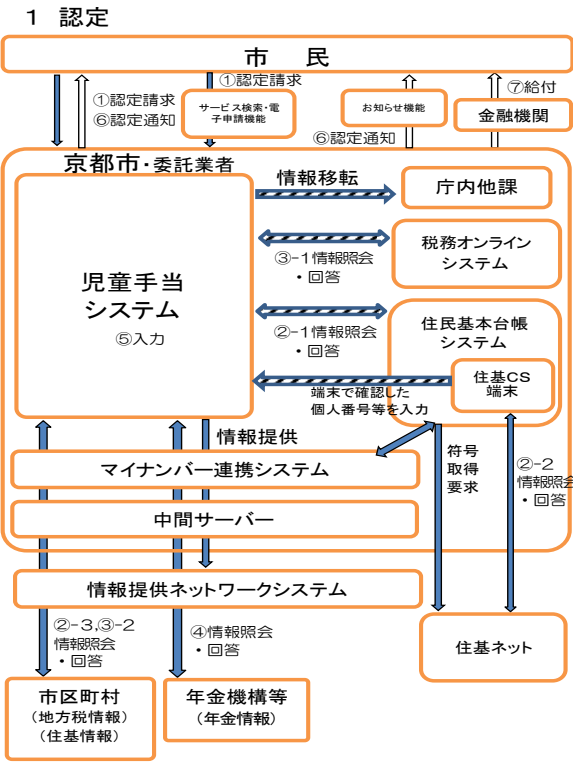 1 認定
市 民
①認定請求
⑥認定通知
①認定請求
サービス検索・電
子申請機能
お知らせ機能
⑥認定通知
⑦給付
金融機関
京都市・委託業者
情報移転
庁内他課
児童手当
システム
⑤入力
③-1情報照会
・回答
税務オンライン
システム
②-1情報照会
・回答
住民基本台帳
システム
住基CS
端末
端末で確認した
個人番号等を入力
情報提供
マイナンバー連携システム
中間サーバー
符号
取得
要求
②-2
情報照会
・回答
情報提供ネットワークシステム
②-3,③-2
情報照会
・回答
④情報照会
・回答
住基ネット
市区町村
(地方税情報)
(住基情報)
年金機構等
(年金情報)